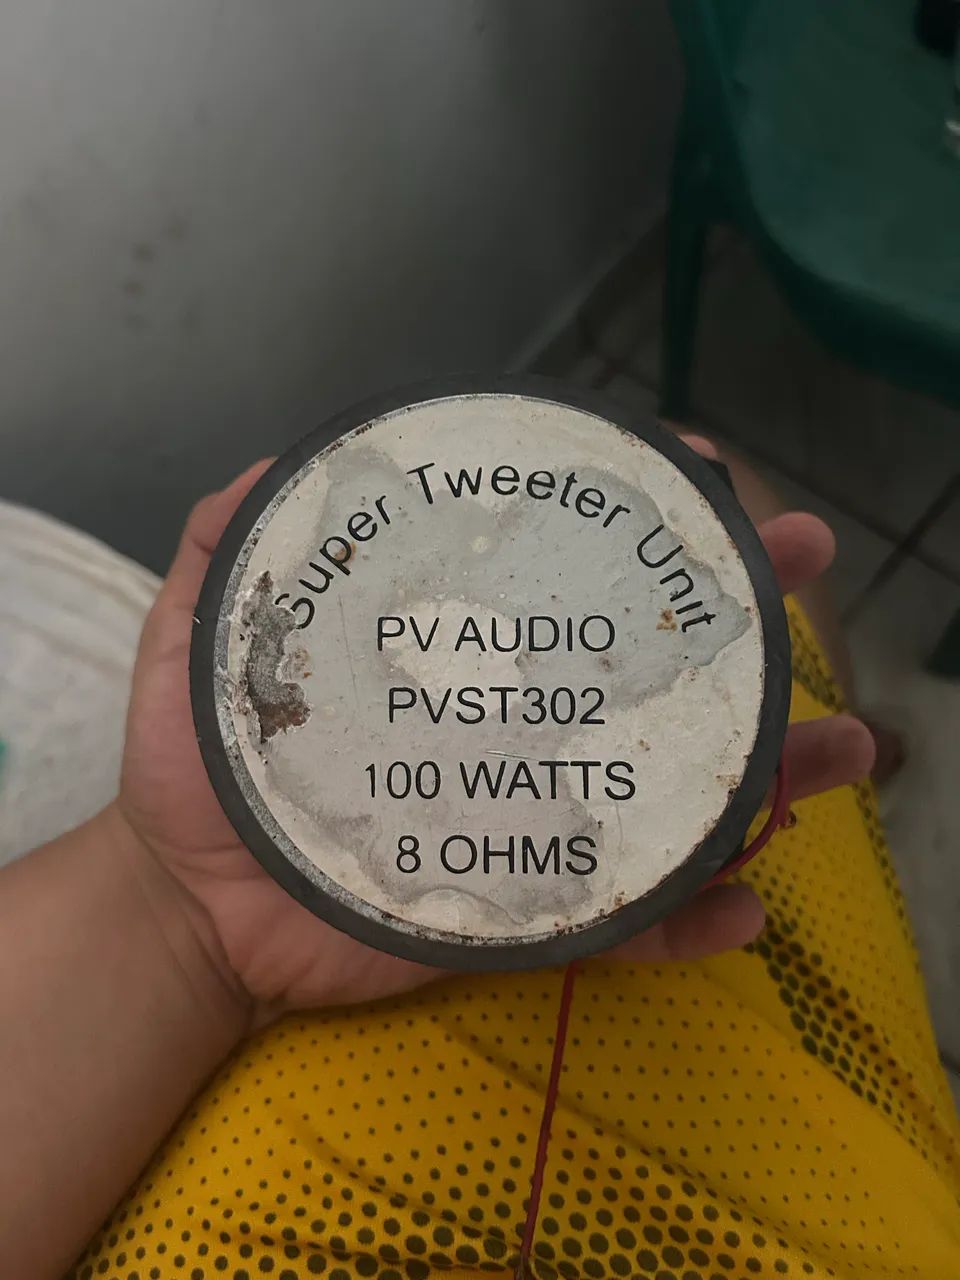 Super Tweeter Unit
PV AUDIO
PVST302
100 WATTS
8 OHMS